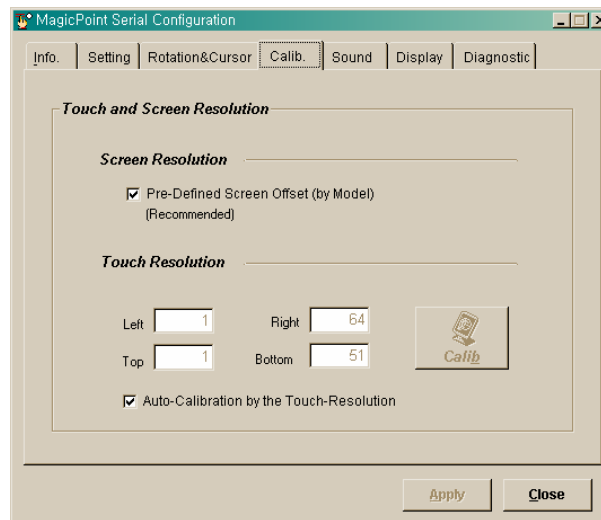 MagicPoint Serial Configuration
Info. Setting Rotation&Cursor Calib. Sound Display Diagnostic
Touch and Screen Resolution
Screen Resolution
Pre-Defined Screen Offset (by Model)
(Recommended)
Touch Resolution
Left 1 Right 64
Top 1 Bottom 51
Calib
Auto-Calibration by the Touch-Resolution
Apply Close